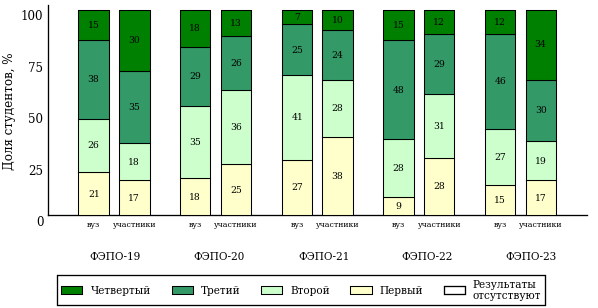 Доля студентов, %
100
75
50
25
0
15 30 18 13 7 10 15 12 12 34
38 35 29 26 25 24 48 29 46 30
26 18 35 36 41 28 28 31 27 19
21 17 18 25 27 38 9 28 15 17
вуз участники вуз участники вуз участники вуз участники вуз участники
ФЭПО-19 ФЭПО-20 ФЭПО-21 ФЭПО-22 ФЭПО-23
Четвертый Третий Второй Первый Результаты
отсутствуют